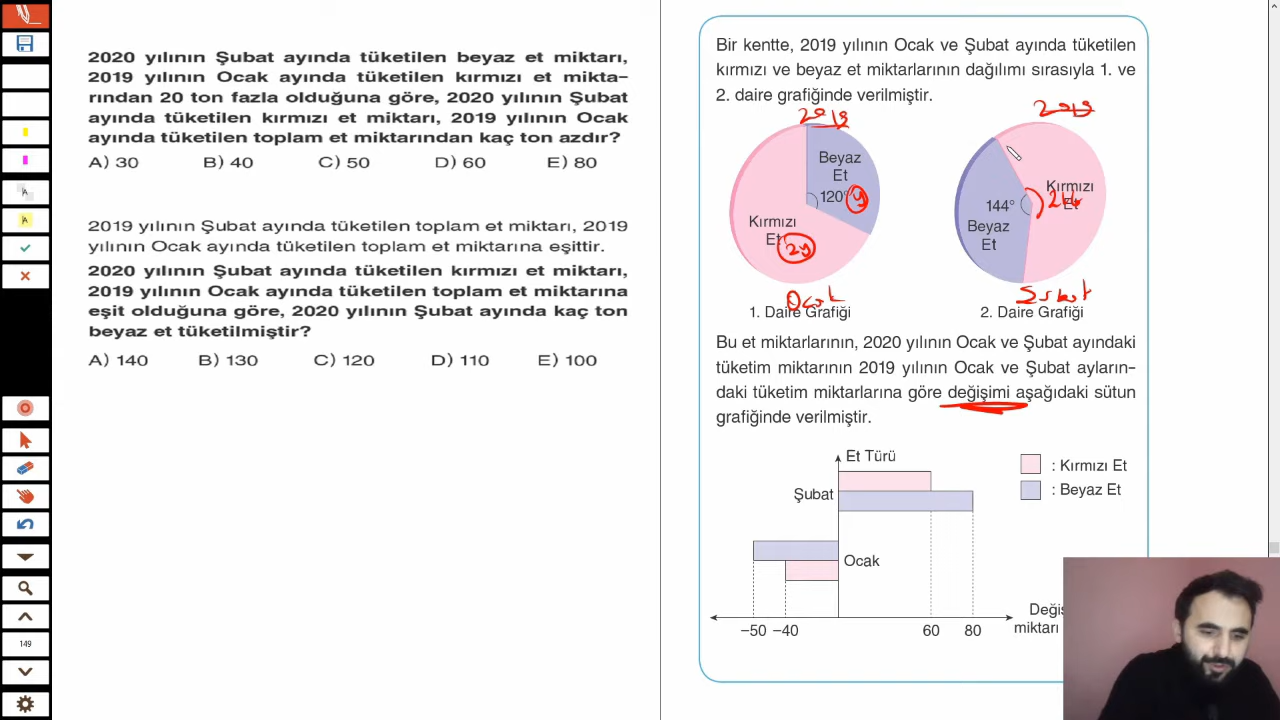 2020 yılının Şubat ayında tüketilen beyaz et miktarı,
2019 yılının Ocak ayında tüketilen kırmızı et mikta–
rından 20 ton fazla olduğuna göre, 2020 yılının Şubat
ayında tüketilen kırmızı et miktarı, 2019 yılının Ocak
ayında tüketilen toplam et miktarından kaç ton azdır?
A) 30 B) 40 C) 50 D) 60 E) 80
2019 yılının Şubat ayında tüketilen toplam et miktarı, 2019
yılının Ocak ayında tüketilen toplam et miktarına eşittir.
2020 yılının Şubat ayında tüketilen kırmızı et miktarı,
2019 yılının Ocak ayında tüketilen toplam et miktarına
eşit olduğuna göre, 2020 yılının Şubat ayında kaç ton
beyaz et tüketilmiştir?
A) 140 B) 130 C) 120 D) 110 E) 100
Bir kentte, 2019 yılının Ocak ve Şubat ayında tüketilen
kırmızı ve beyaz et miktarlarının dağılımı sırasıyla 1. ve
2. daire grafiğinde verilmiştir.
2019 2019
Beyaz
Et
120° y
Kırmızı
Et 2y
Ocak
1. Daire Grafiği
Kırmızı
Et
144°
Beyaz
Et
Şubat
2. Daire Grafiği
Bu et miktarlarının, 2020 yılının Ocak ve Şubat ayındaki
tüketim miktarının 2019 yılının Ocak ve Şubat ayların-
daki tüketim miktarlarına göre değişimi aşağıdaki sütun
grafiğinde verilmiştir.
Et Türü
: Kırmızı Et
: Beyaz Et
Şubat
Ocak
–50 –40 60 80
miktarı
149